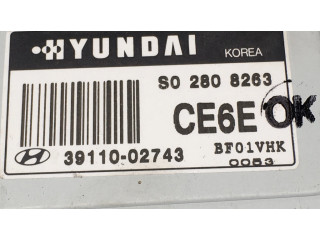 HYUNDAI KOREA
S0 280 8263
CE6E OK
39110-02743 BF01VHK
0053